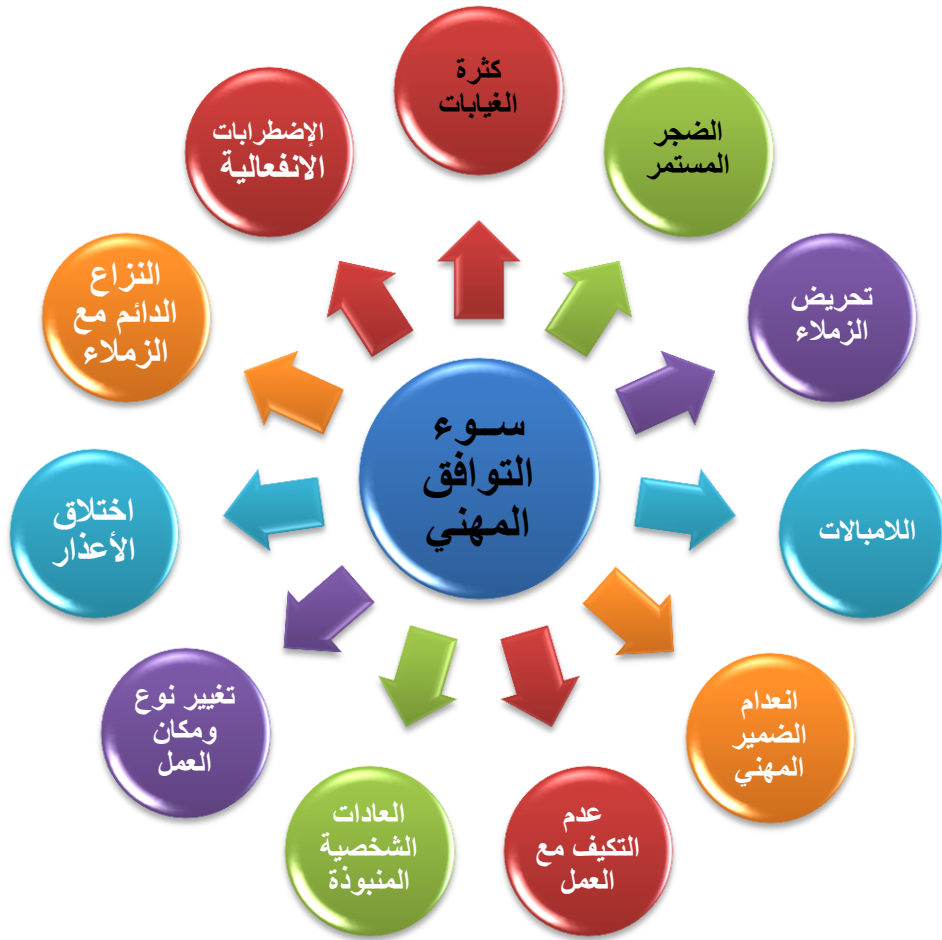 سوء
التوافق
المهني
كثرة
الغيابات
الضجر
المستمر
تحريض
الزملاء
اللامبالات
انعدام
الضمير
المهني
عدم
التكيف مع
العمل
العادات
الشخصية
المنبوذة
تغيير نوع
ومكان
العمل
اختلاق
الأعذار
النزاع
الدائم مع
الزملاء
الإضطرابات
الانفعالية